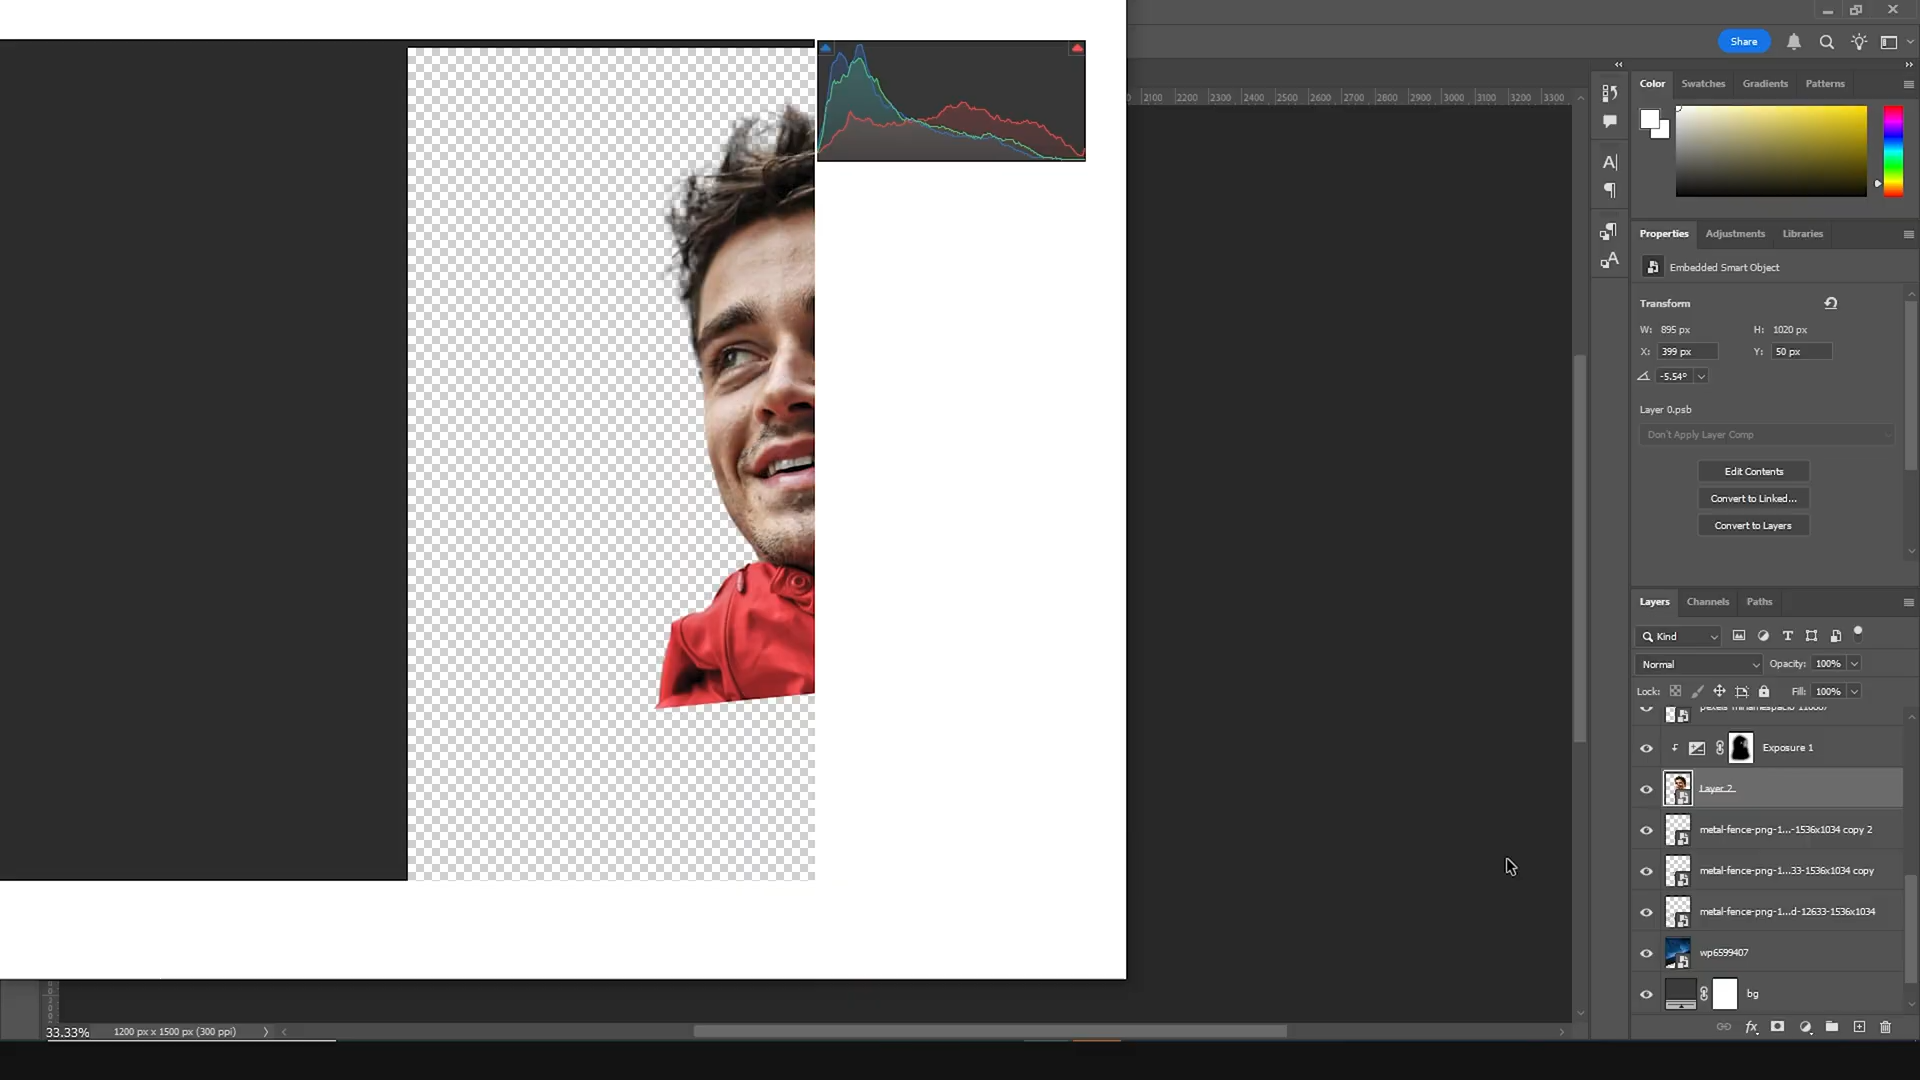 Share
2100 2200 2300 2400 2500 2600 2700 2800 2900 3000 3100 3200 3300
Color Swatches Gradients Patterns
Properties Adjustments Libraries
Embedded Smart Object
Transform
W: 895 px H: 1020 px
X: 399 px Y: 50 px
-5.54°
Layer 0.psb
Don't Apply Layer Comp
Edit Contents
Convert to Linked...
Convert to Layers
Layers Channels Paths
Kind
Normal Opacity: 100%
Lock: Fill: 100%
Exposure 1
Layer 2
metal-fence-png-1...-1536x1034 copy 2
metal-fence-png-1...33-1536x1034 copy
metal-fence-png-1...d-12633-1536x1034
wp6599407
bg
33.33% 1200 px x 1500 px (300 ppi)